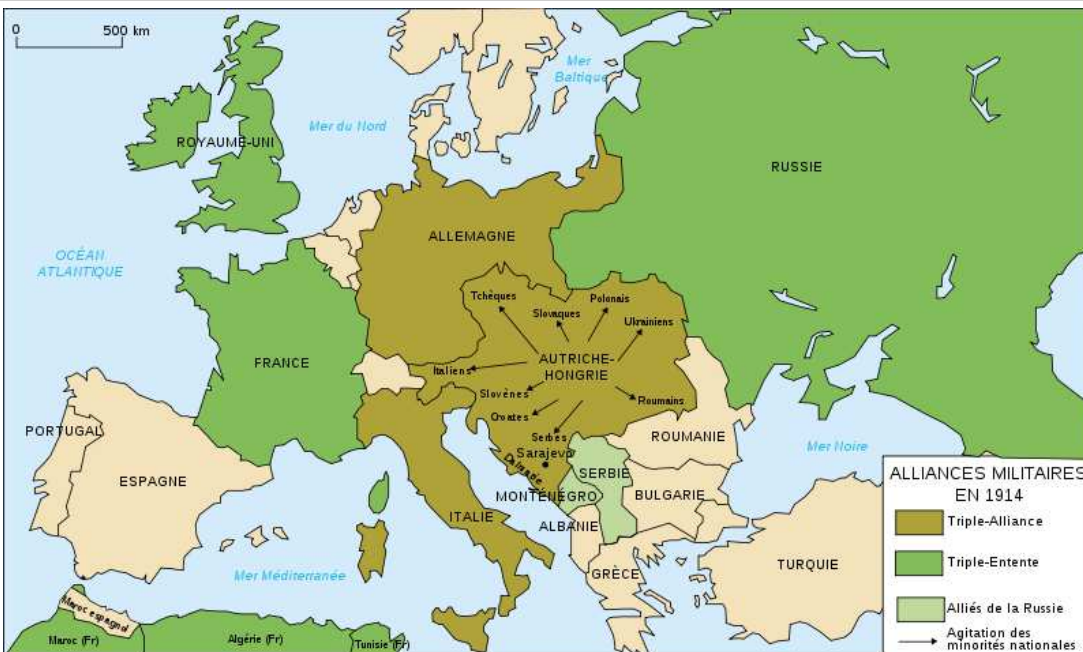 0 500 km
Mer
Baltique
Mer du Nord
ROYAUME-UNI
RUSSIE
OCÉAN
ATLANTIQUE
ALLEMAGNE
Tchèques
Slovaques
Polonais
Ukrainiens
FRANCE
AUTRICHE-
HONGRIE
Italiens
Slovènes
Croates
Roumains
Serbes
Sarajevo
Dalmatie
PORTUGAL
ESPAGNE
ROUMANIE
Mer Noire
SERBIE
BULGARIE
MONTENÉGRO
ITALIE
ALBANIE
GRÈCE
TURQUIE
Mer Méditerranée
Maroc espagnol
Maroc (Fr)
Algérie (Fr)
Tunisie (Fr)
ALLIANCES MILITAIRES
EN 1914
Triple-Alliance
Triple-Entente
Alliés de la Russie
Agitation des
minorités nationales